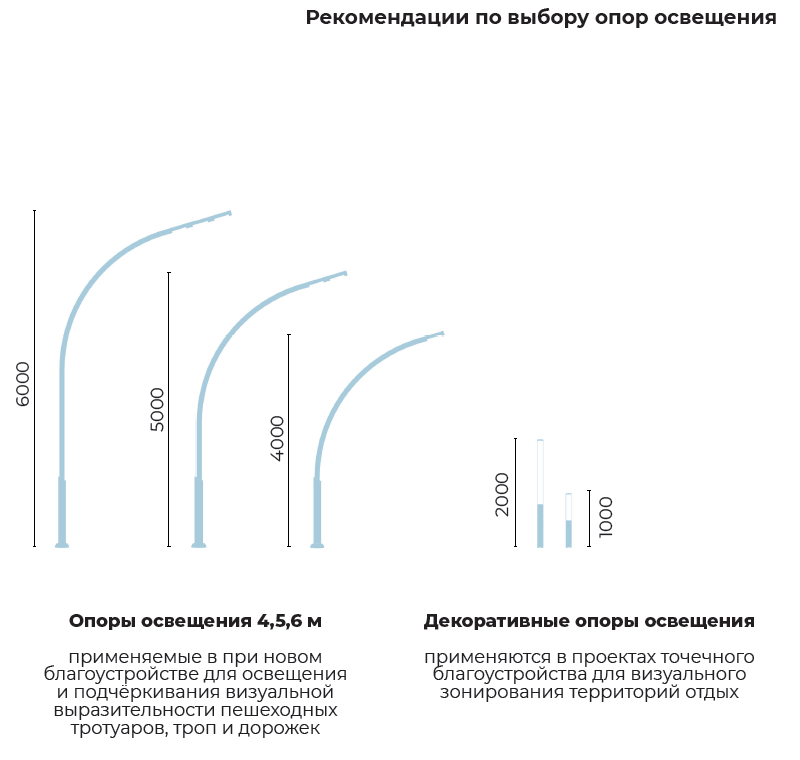 Рекомендации по выбору опор освещения
6000
5000
4000
2000
1000
Опоры освещения 4,5,6 м
применяемые в при новом
благоустройстве для освещения
и подчёркивания визуальной
выразительности пешеходных
тротуаров, троп и дорожек
Декоративные опоры освещения
применяются в проектах точечного
благоустройства для визуального
зонирования территорий отдых